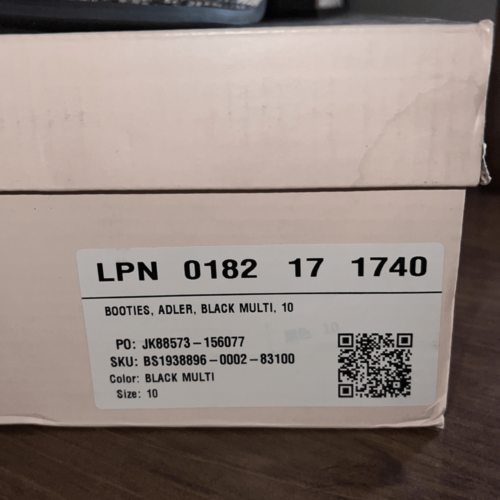 LPN 0182 17 1740
BOOTIES, ADLER, BLACK MULTI, 10
PO: JK88573-156077
SKU: BS1938896-0002-83100
Color: BLACK MULTI
Size: 10